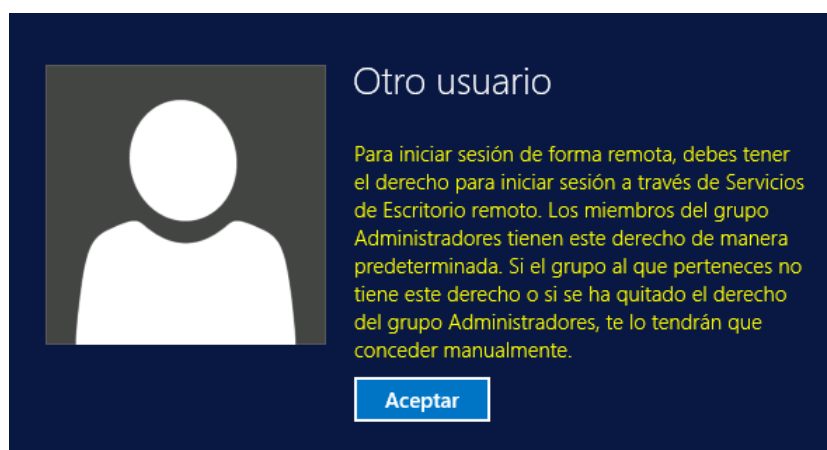 Otro usuario
Para iniciar sesión de forma remota, debes tener
el derecho para iniciar sesión a través de Servicios
de Escritorio remoto. Los miembros del grupo
Administradores tienen este derecho de manera
predeterminada. Si el grupo al que perteneces no
tiene este derecho o si se ha quitado el derecho
del grupo Administradores, te lo tendrán que
conceder manualmente.
Aceptar